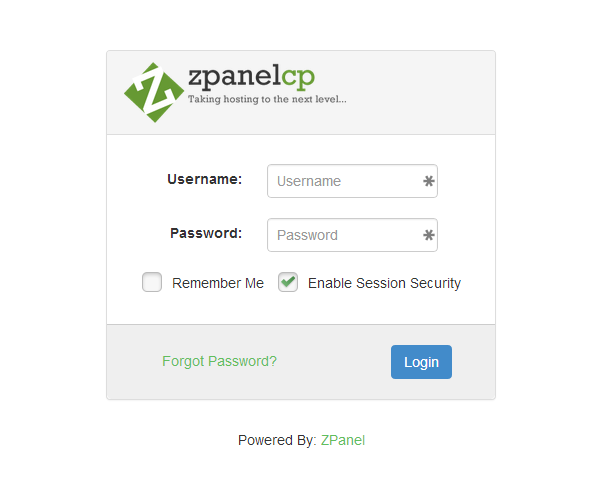 zpanelcp
Taking hosting to the next level...
Username: Username
Password: Password
Remember Me Enable Session Security
Forgot Password? Login
Powered By: ZPanel